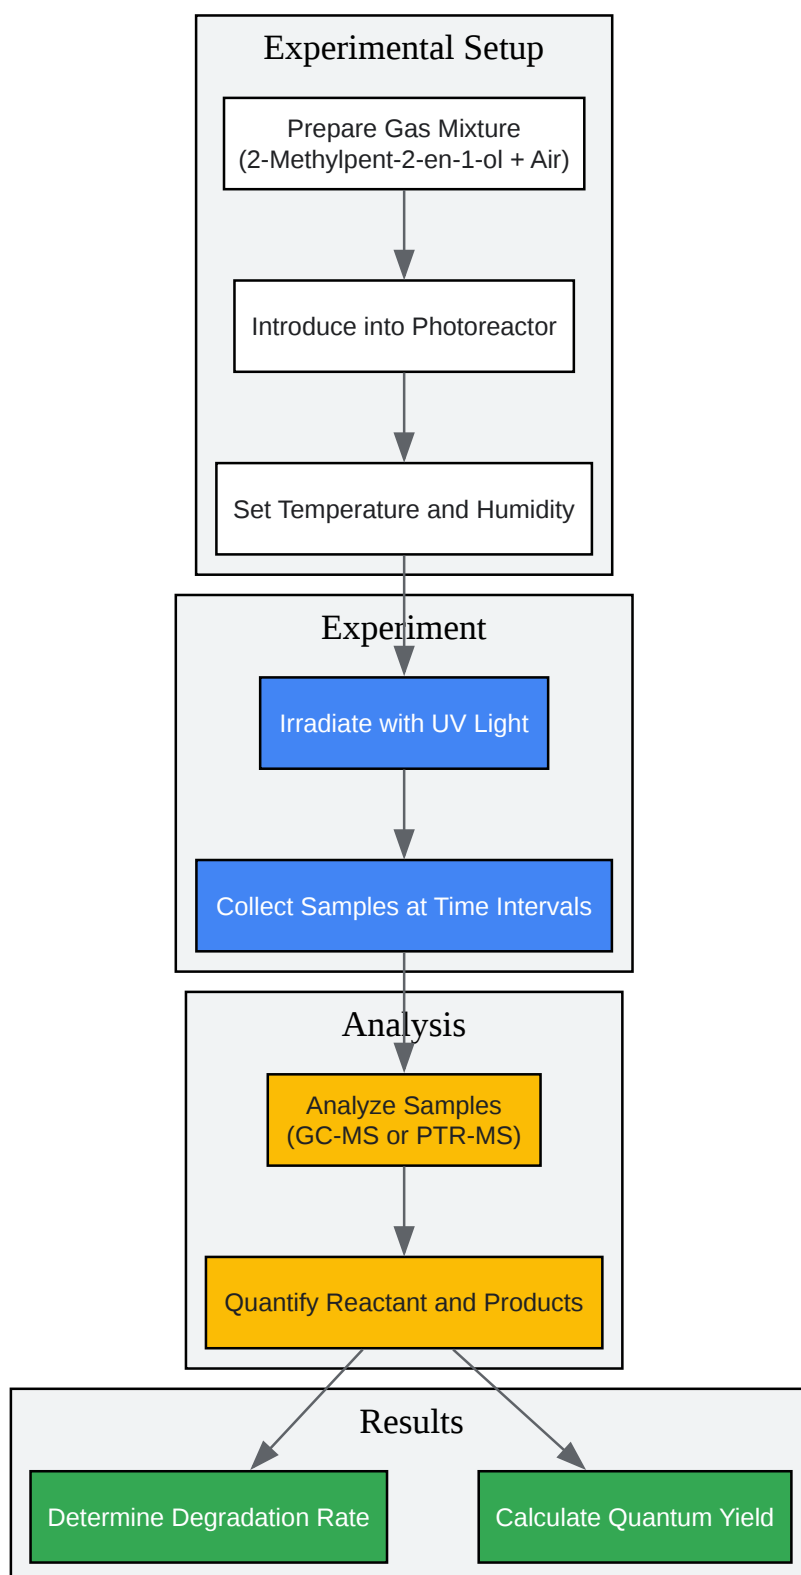 Experimental Setup
Prepare Gas Mixture
(2-Methylpent-2-en-1-ol + Air)
Introduce into Photoreactor
Set Temperature and Humidity
Experiment
Irradiate with UV Light
Collect Samples at Time Intervals
Analysis
Analyze Samples
(GC-MS or PTR-MS)
Quantify Reactant and Products
Results
Determine Degradation Rate
Calculate Quantum Yield